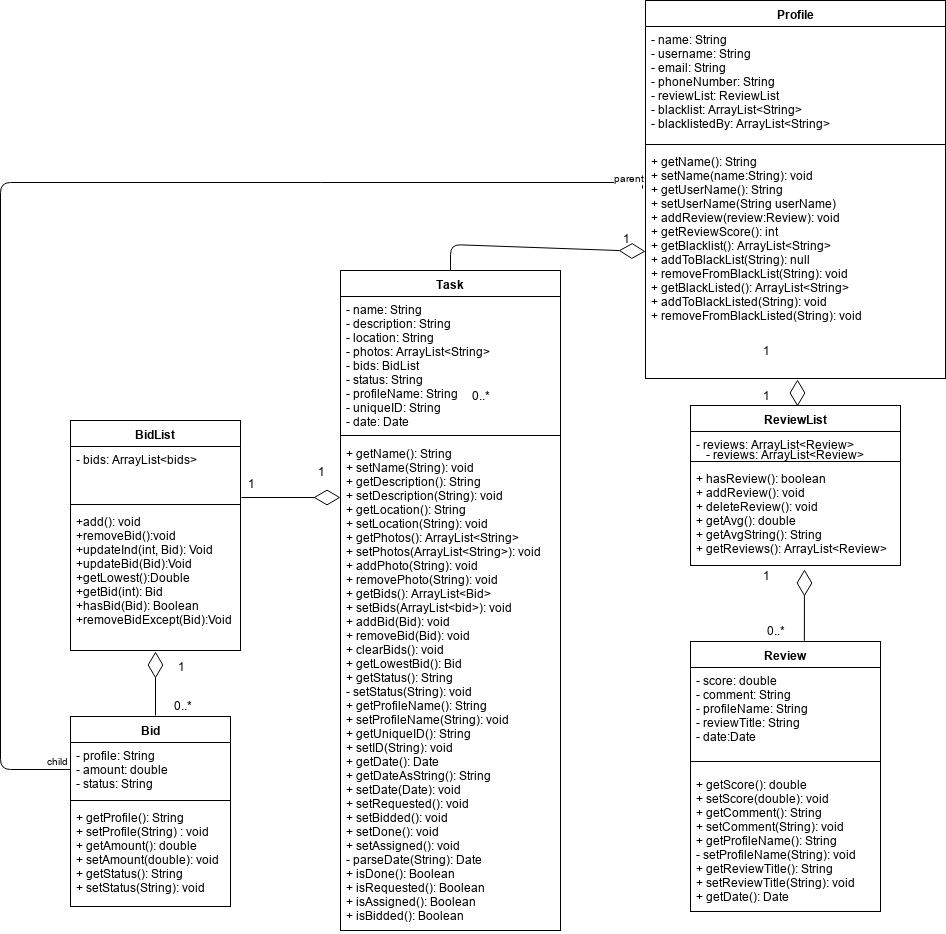 Profile
- name: String
- username: String
- email: String
- phoneNumber: String
- reviewList: ReviewList
- blacklist: ArrayList<String>
- blacklistedBy: ArrayList<String>
+ getName(): String
+ setName(name:String): void
+ getUserName(): String
+ setUserName(String userName)
+ addReview(review:Review): void
+ getReviewScore(): int
+ getBlacklist(): ArrayList<String>
+ addToBlackList(String): null
+ removeFromBlackList(String): void
+ getBlackListed(): ArrayList<String>
+ addToBlackListed(String): void
+ removeFromBlackListed(String): void
1
parent
1
Task
- name: String
- description: String
- location: String
- photos: ArrayList<String>
- bids: BidList
- status: String
- profileName: String
- uniqueID: String
- date: Date
0..*
+ getName(): String
+ setName(String): void
+ getDescription(): String
+ setDescription(String): void
+ getLocation(): String
+ setLocation(String): void
+ getPhotos(): ArrayList<String>
+ setPhotos(ArrayList<String>): void
+ addPhoto(String): void
+ removePhoto(String): void
+ getBids(): ArrayList<Bid>
+ setBids(ArrayList<bid>): void
+ addBid(Bid): void
+ removeBid(Bid): void
+ clearBids(): void
+ getLowestBid(): Bid
+ getStatus(): String
- setStatus(String): void
+ getProfileName(): String
+ setProfileName(String): void
+ getUniqueID(): String
+ setID(String): void
+ getDate(): Date
+ getDateAsString(): String
+ setDate(Date): void
+ setRequested(): void
+ setBidded(): void
+ setDone(): void
+ setAssigned(): void
- parseDate(String): Date
+ isDone(): Boolean
+ isRequested(): Boolean
+ isAssigned(): Boolean
+ isBidded(): Boolean
1
1
BidList
- bids: ArrayList<bids>
+add(): void
+removeBid():void
+updateInd(int, Bid): Void
+updateBid(Bid):Void
+getLowest():Double
+getBid(int): Bid
+hasBid(Bid): Boolean
+removeBidExcept(Bid):Void
1
0..*
child
Bid
- profile: String
- amount: double
- status: String
+ getProfile(): String
+ setProfile(String) : void
+ getAmount(): double
+ setAmount(double): void
+ getStatus(): String
+ setStatus(String): void
1
ReviewList
- reviews: ArrayList<Review>
- reviews: ArrayList<Review>
+ hasReview(): boolean
+ addReview(): void
+ deleteReview(): void
+ getAvg(): double
+ getAvgString(): String
+ getReviews(): ArrayList<Review>
1
0..*
Review
- score: double
- comment: String
- profileName: String
- reviewTitle: String
- date:Date
+ getScore(): double
+ setScore(double): void
+ getComment(): String
+ setComment(String): void
+ getProfileName(): String
- setProfileName(String): void
+ getReviewTitle(): String
+ setReviewTitle(String): void
+ getDate(): Date